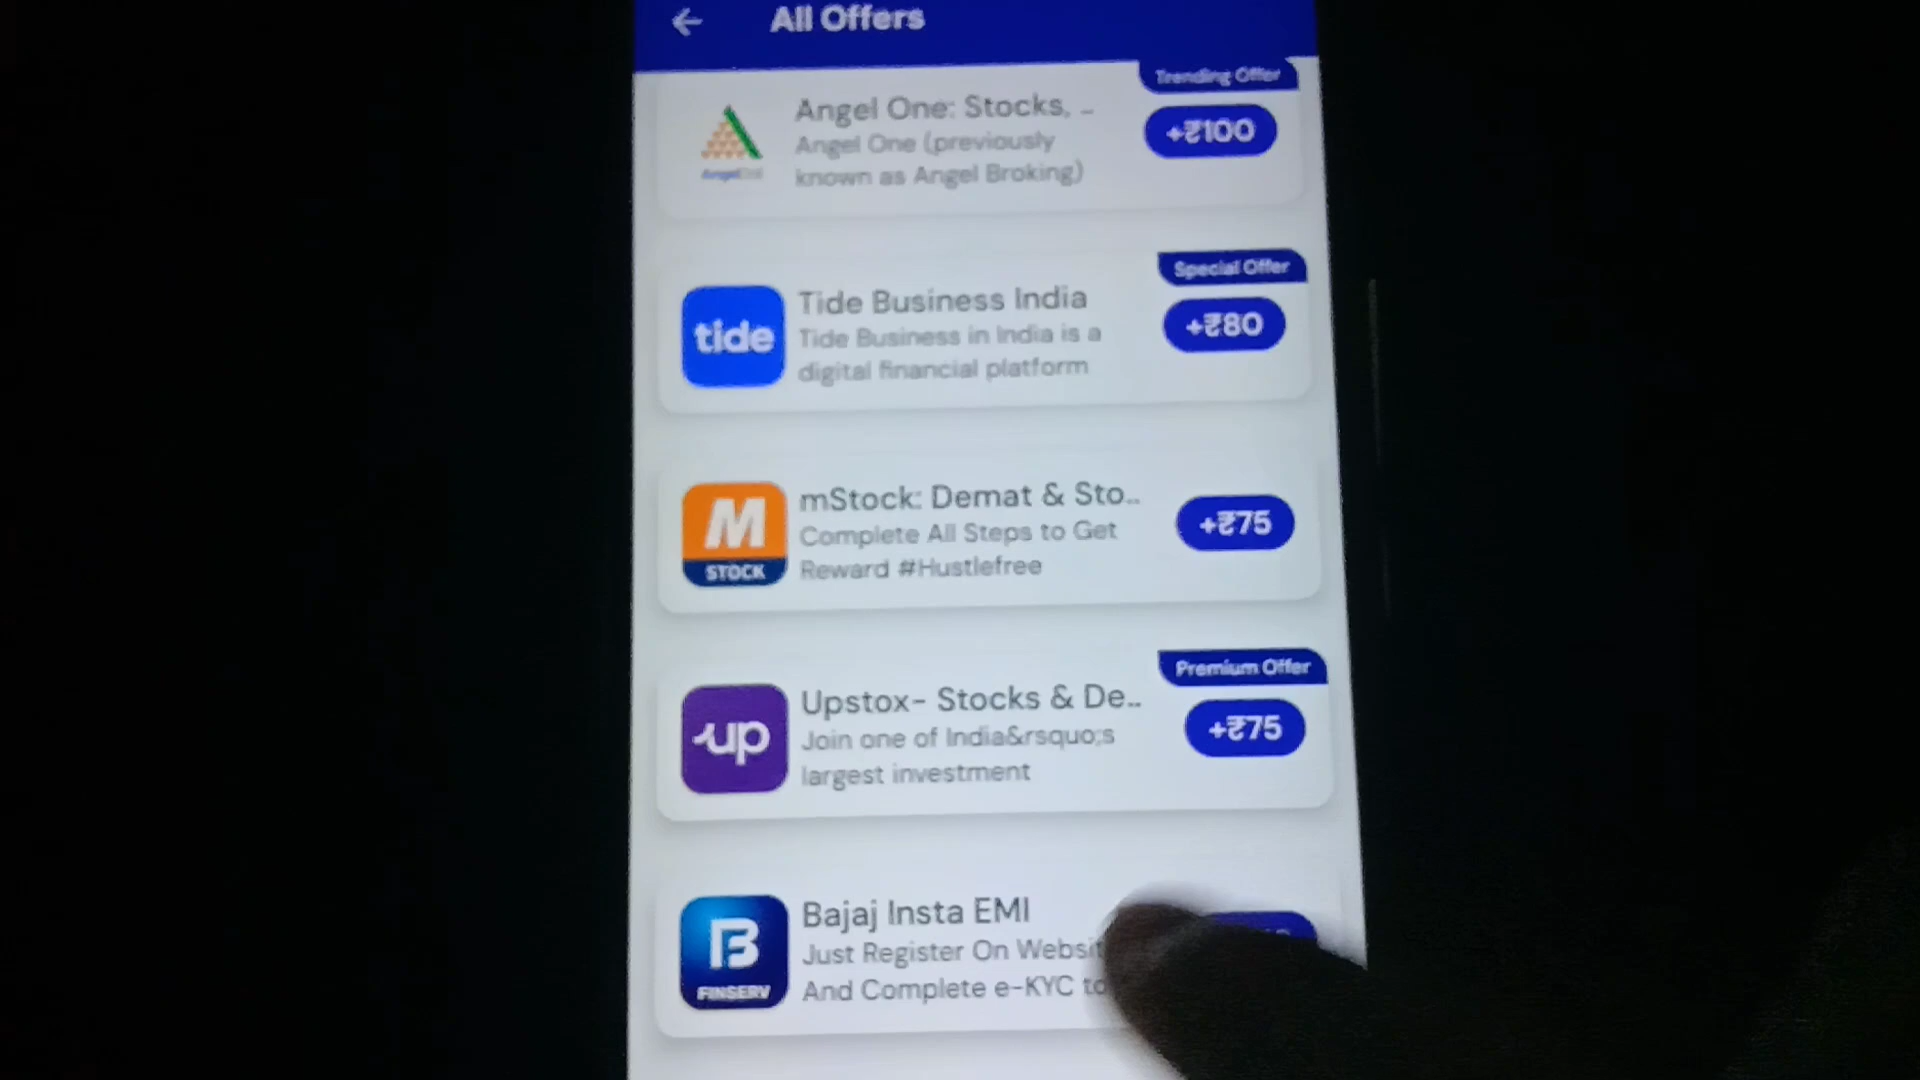 All Offers
Trending Offer
Angel One: Stocks, ..
+₹100
Angel One (previously
known as Angel Broking)
Special Offer
tide
Tide Business India
+₹80
Tide Business in India is a
digital financial platform
M
STOCK
mStock: Demat & Sto..
+₹75
Complete All Steps to Get
Reward #Hustlefree
Premium Offer
up
Upstox- Stocks & De..
+₹75
Join one of India&rsquo;s
largest investment
B
FINSERV
Bajaj Insta EMI
Just Register On Websit
And Complete e-KYC to